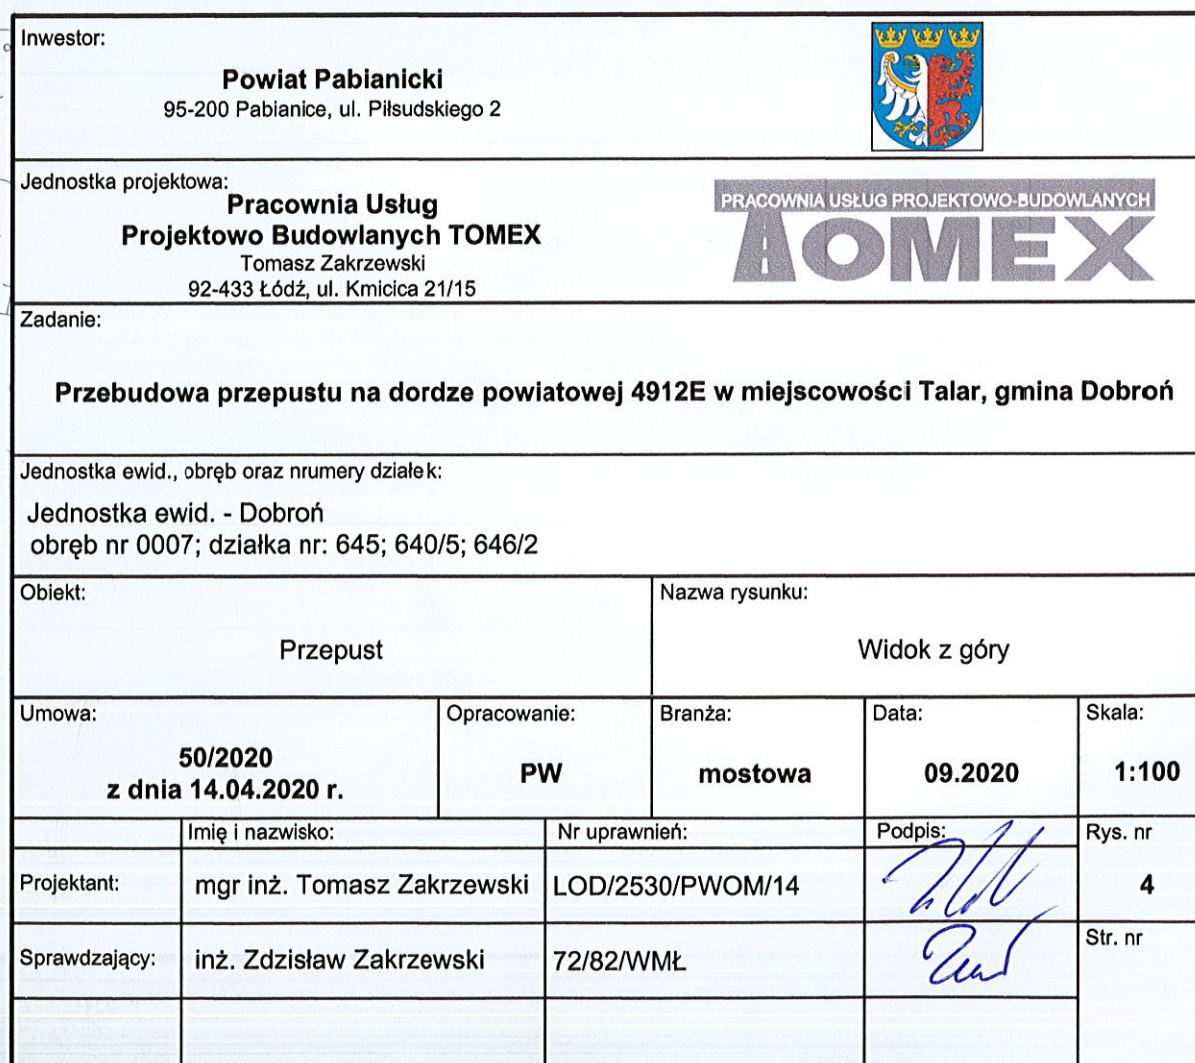 Inwestor:
Powiat Pabianicki
95-200 Pabianice, ul. Piłsudskiego 2
Jednostka projektowa:
Pracownia Usług
Projektowo Budowlanych TOMEX
Tomasz Zakrzewski
92-433 Łódź, ul. Kmicica 21/15
PRACOWNIA USŁUG PROJEKTOWO-BUDOWLANYCH
TOMEX
Zadanie:
Przebudowa przepustu na dordze powiatowej 4912E w miejscowości Talar, gmina Dobroń
Jednostka ewid., obręb oraz nrumery działek:
Jednostka ewid. - Dobroń
obręb nr 0007; działka nr: 645; 640/5; 646/2
Obiekt:
Przepust
Nazwa rysunku:
Widok z góry
Umowa:
50/2020
z dnia 14.04.2020 r.
Opracowanie:
PW
Branża:
mostowa
Data:
09.2020
Skala:
1:100
Imię i nazwisko:
Nr uprawnień:
Podpis:
Rys. nr
4
Projektant:
mgr inż. Tomasz Zakrzewski
LOD/2530/PWOM/14
Sprawdzający:
inż. Zdzisław Zakrzewski
72/82/WMŁ
Str. nr